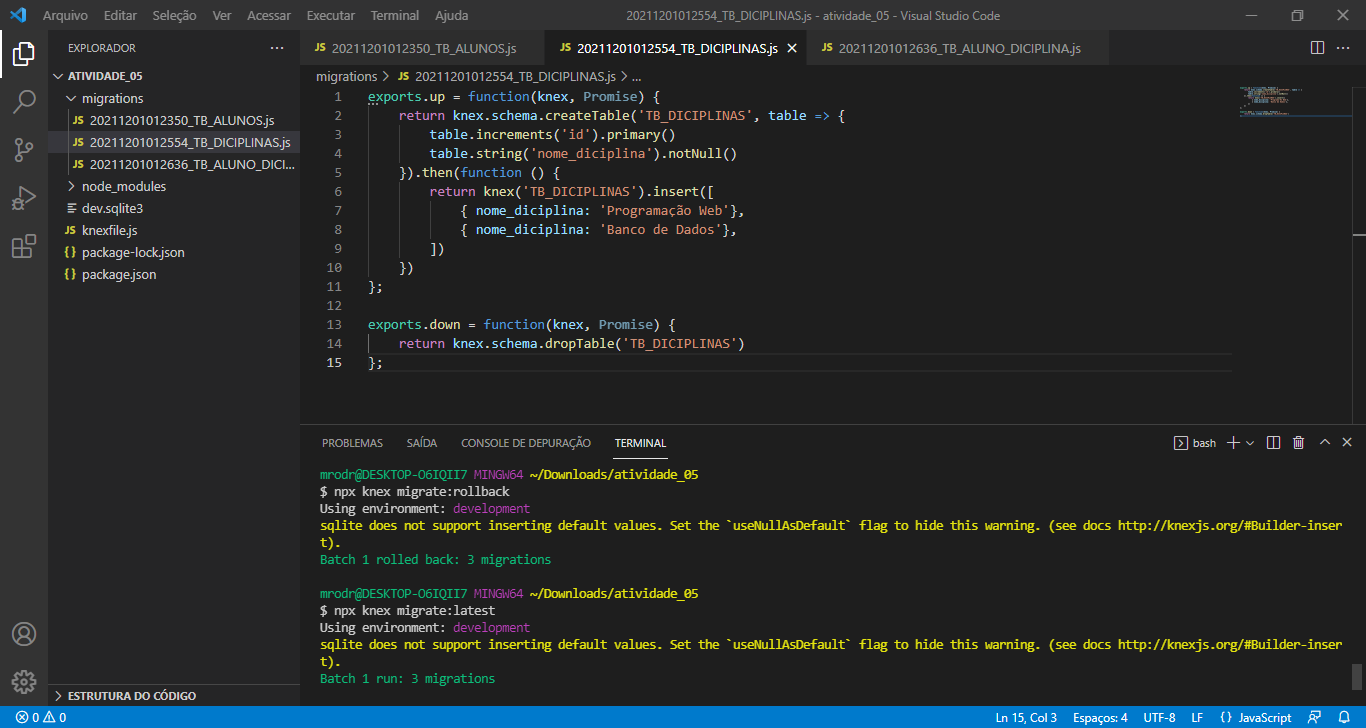 Arquivo Editar Seleção Ver Acessar Executar Terminal Ajuda 20211201012554_TB_DICIPLINAS.js - atividade_05 - Visual Studio Code
EXPLORADOR ···
ATIVIDADE_05
migrations
JS 20211201012350_TB_ALUNOS.js
JS 20211201012554_TB_DICIPLINAS.js
JS 20211201012636_TB_ALUNO_DICI...
node_modules
dev.sqlite3
JS knexfile.js
{} package-lock.json
{} package.json
ESTRUTURA DO CÓDIGO
JS 20211201012350_TB_ALUNOS.js JS 20211201012554_TB_DICIPLINAS.js JS 20211201012636_TB_ALUNO_DICIPLINA.js
migrations > JS 20211201012554_TB_DICIPLINAS.js > ...
1 exports.up = function(knex, Promise) {
2 return knex.schema.createTable('TB_DICIPLINAS', table => {
3 table.increments('id').primary()
4 table.string('nome_diciplina').notNull()
5 }).then(function () {
6 return knex('TB_DICIPLINAS').insert([
7 { nome_diciplina: 'Programação Web'},
8 { nome_diciplina: 'Banco de Dados'},
9 ])
10 })
11 };
12
13 exports.down = function(knex, Promise) {
14 return knex.schema.dropTable('TB_DICIPLINAS')
15 };
PROBLEMAS SAÍDA CONSOLE DE DEPURAÇÃO TERMINAL bash
mrodr@DESKTOP-O6IQII7 MINGW64 ~/Downloads/atividade_05
$ npx knex migrate:rollback
Using environment: development
sqlite does not support inserting default values. Set the `useNullAsDefault` flag to hide this warning. (see docs http://knexjs.org/#Builder-inser
t).
Batch 1 rolled back: 3 migrations
mrodr@DESKTOP-O6IQII7 MINGW64 ~/Downloads/atividade_05
$ npx knex migrate:latest
Using environment: development
sqlite does not support inserting default values. Set the `useNullAsDefault` flag to hide this warning. (see docs http://knexjs.org/#Builder-inser
t).
Batch 1 run: 3 migrations
0 0 Ln 15, Col 3 Espaços: 4 UTF-8 LF {} JavaScript